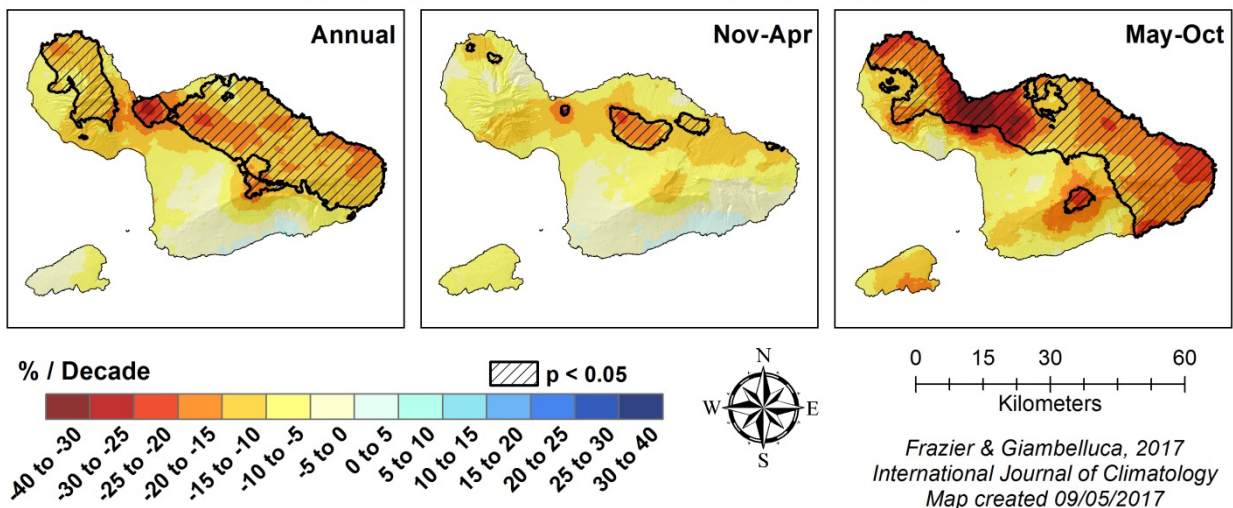 Annual
Nov-Apr
May-Oct
% / Decade
p < 0.05
-40 to -30
-30 to -25
-25 to -20
-20 to -15
-15 to -10
-10 to -5
-5 to 0
0 to 5
5 to 10
10 to 15
15 to 20
20 to 25
25 to 30
30 to 40
N
W E
S
0 15 30 60
Kilometers
Frazier & Giambelluca, 2017
International Journal of Climatology
Map created 09/05/2017